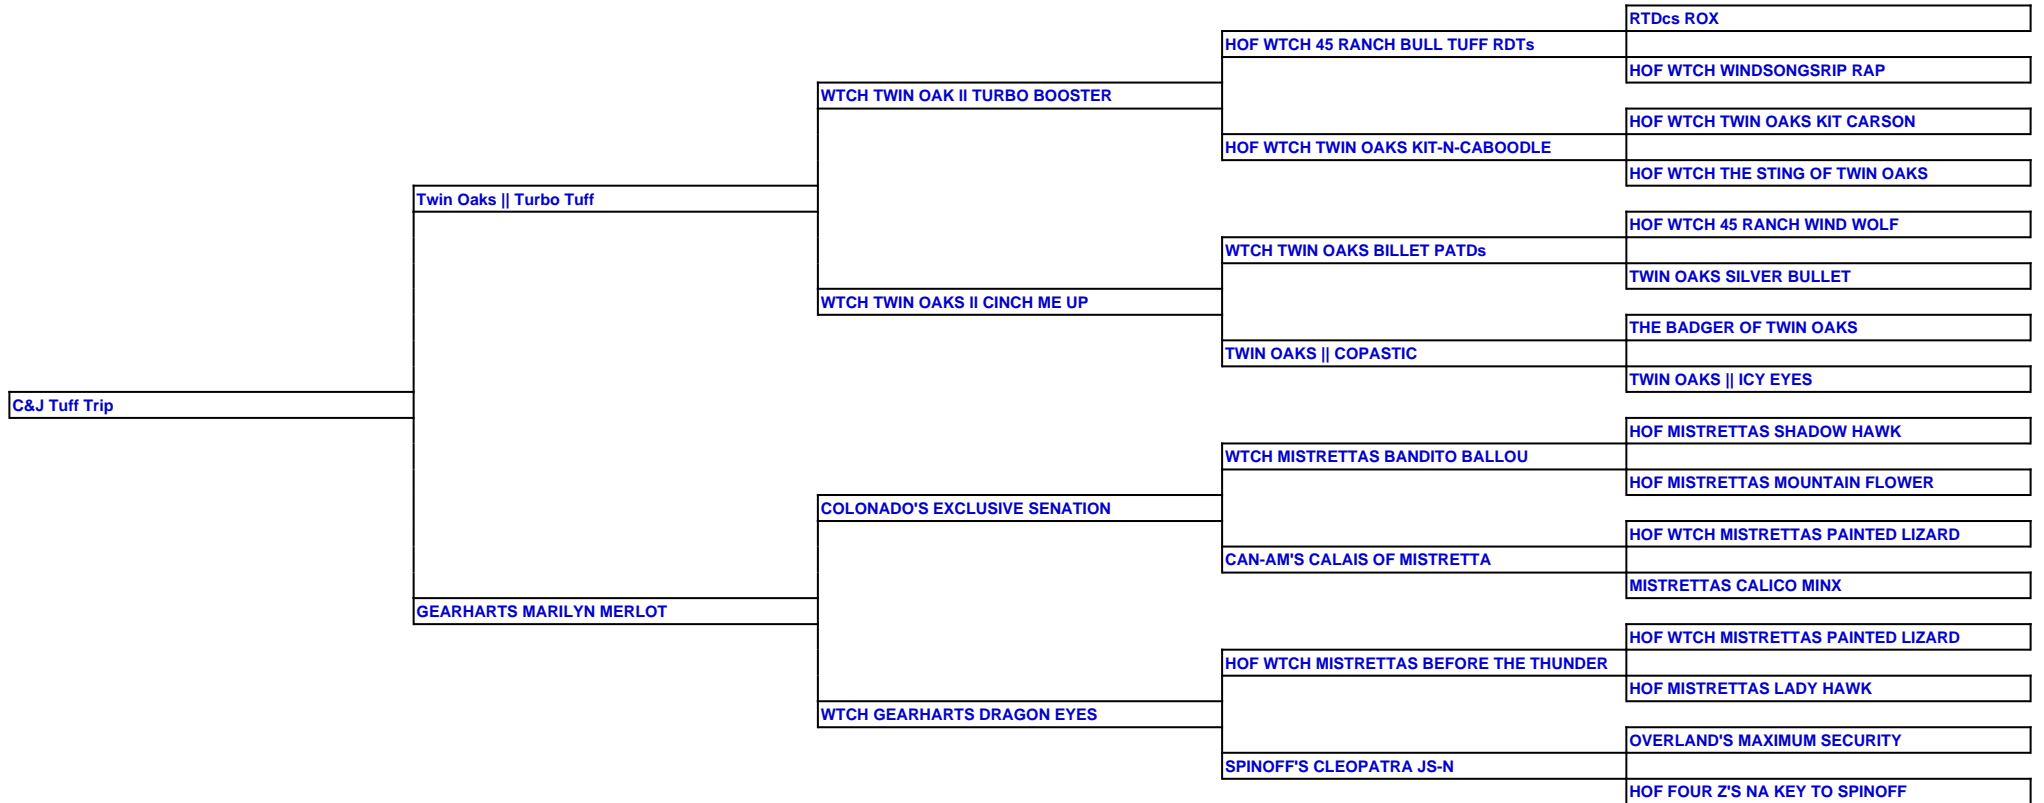 RTDcs ROX
HOF WTCH 45 RANCH BULL TUFF RDTs
HOF WTCH WINDSONGSRIP RAP
WTCH TWIN OAK II TURBO BOOSTER
HOF WTCH TWIN OAKS KIT CARSON
HOF WTCH TWIN OAKS KIT-N-CABOODLE
HOF WTCH THE STING OF TWIN OAKS
Twin Oaks || Turbo Tuff
HOF WTCH 45 RANCH WIND WOLF
WTCH TWIN OAKS BILLET PATDs
TWIN OAKS SILVER BULLET
WTCH TWIN OAKS II CINCH ME UP
THE BADGER OF TWIN OAKS
TWIN OAKS || COPASTIC
TWIN OAKS || ICY EYES
C&J Tuff Trip
HOF MISTRETTAS SHADOW HAWK
WTCH MISTRETTAS BANDITO BALLOU
HOF MISTRETTAS MOUNTAIN FLOWER
COLONADO'S EXCLUSIVE SENATION
HOF WTCH MISTRETTAS PAINTED LIZARD
CAN-AM'S CALAIS OF MISTRETTA
MISTRETTAS CALICO MINX
GEARHARTS MARILYN MERLOT
HOF WTCH MISTRETTAS PAINTED LIZARD
HOF WTCH MISTRETTAS BEFORE THE THUNDER
HOF MISTRETTAS LADY HAWK
WTCH GEARHARTS DRAGON EYES
OVERLAND'S MAXIMUM SECURITY
SPINOFF'S CLEOPATRA JS-N
HOF FOUR Z'S NA KEY TO SPINOFF